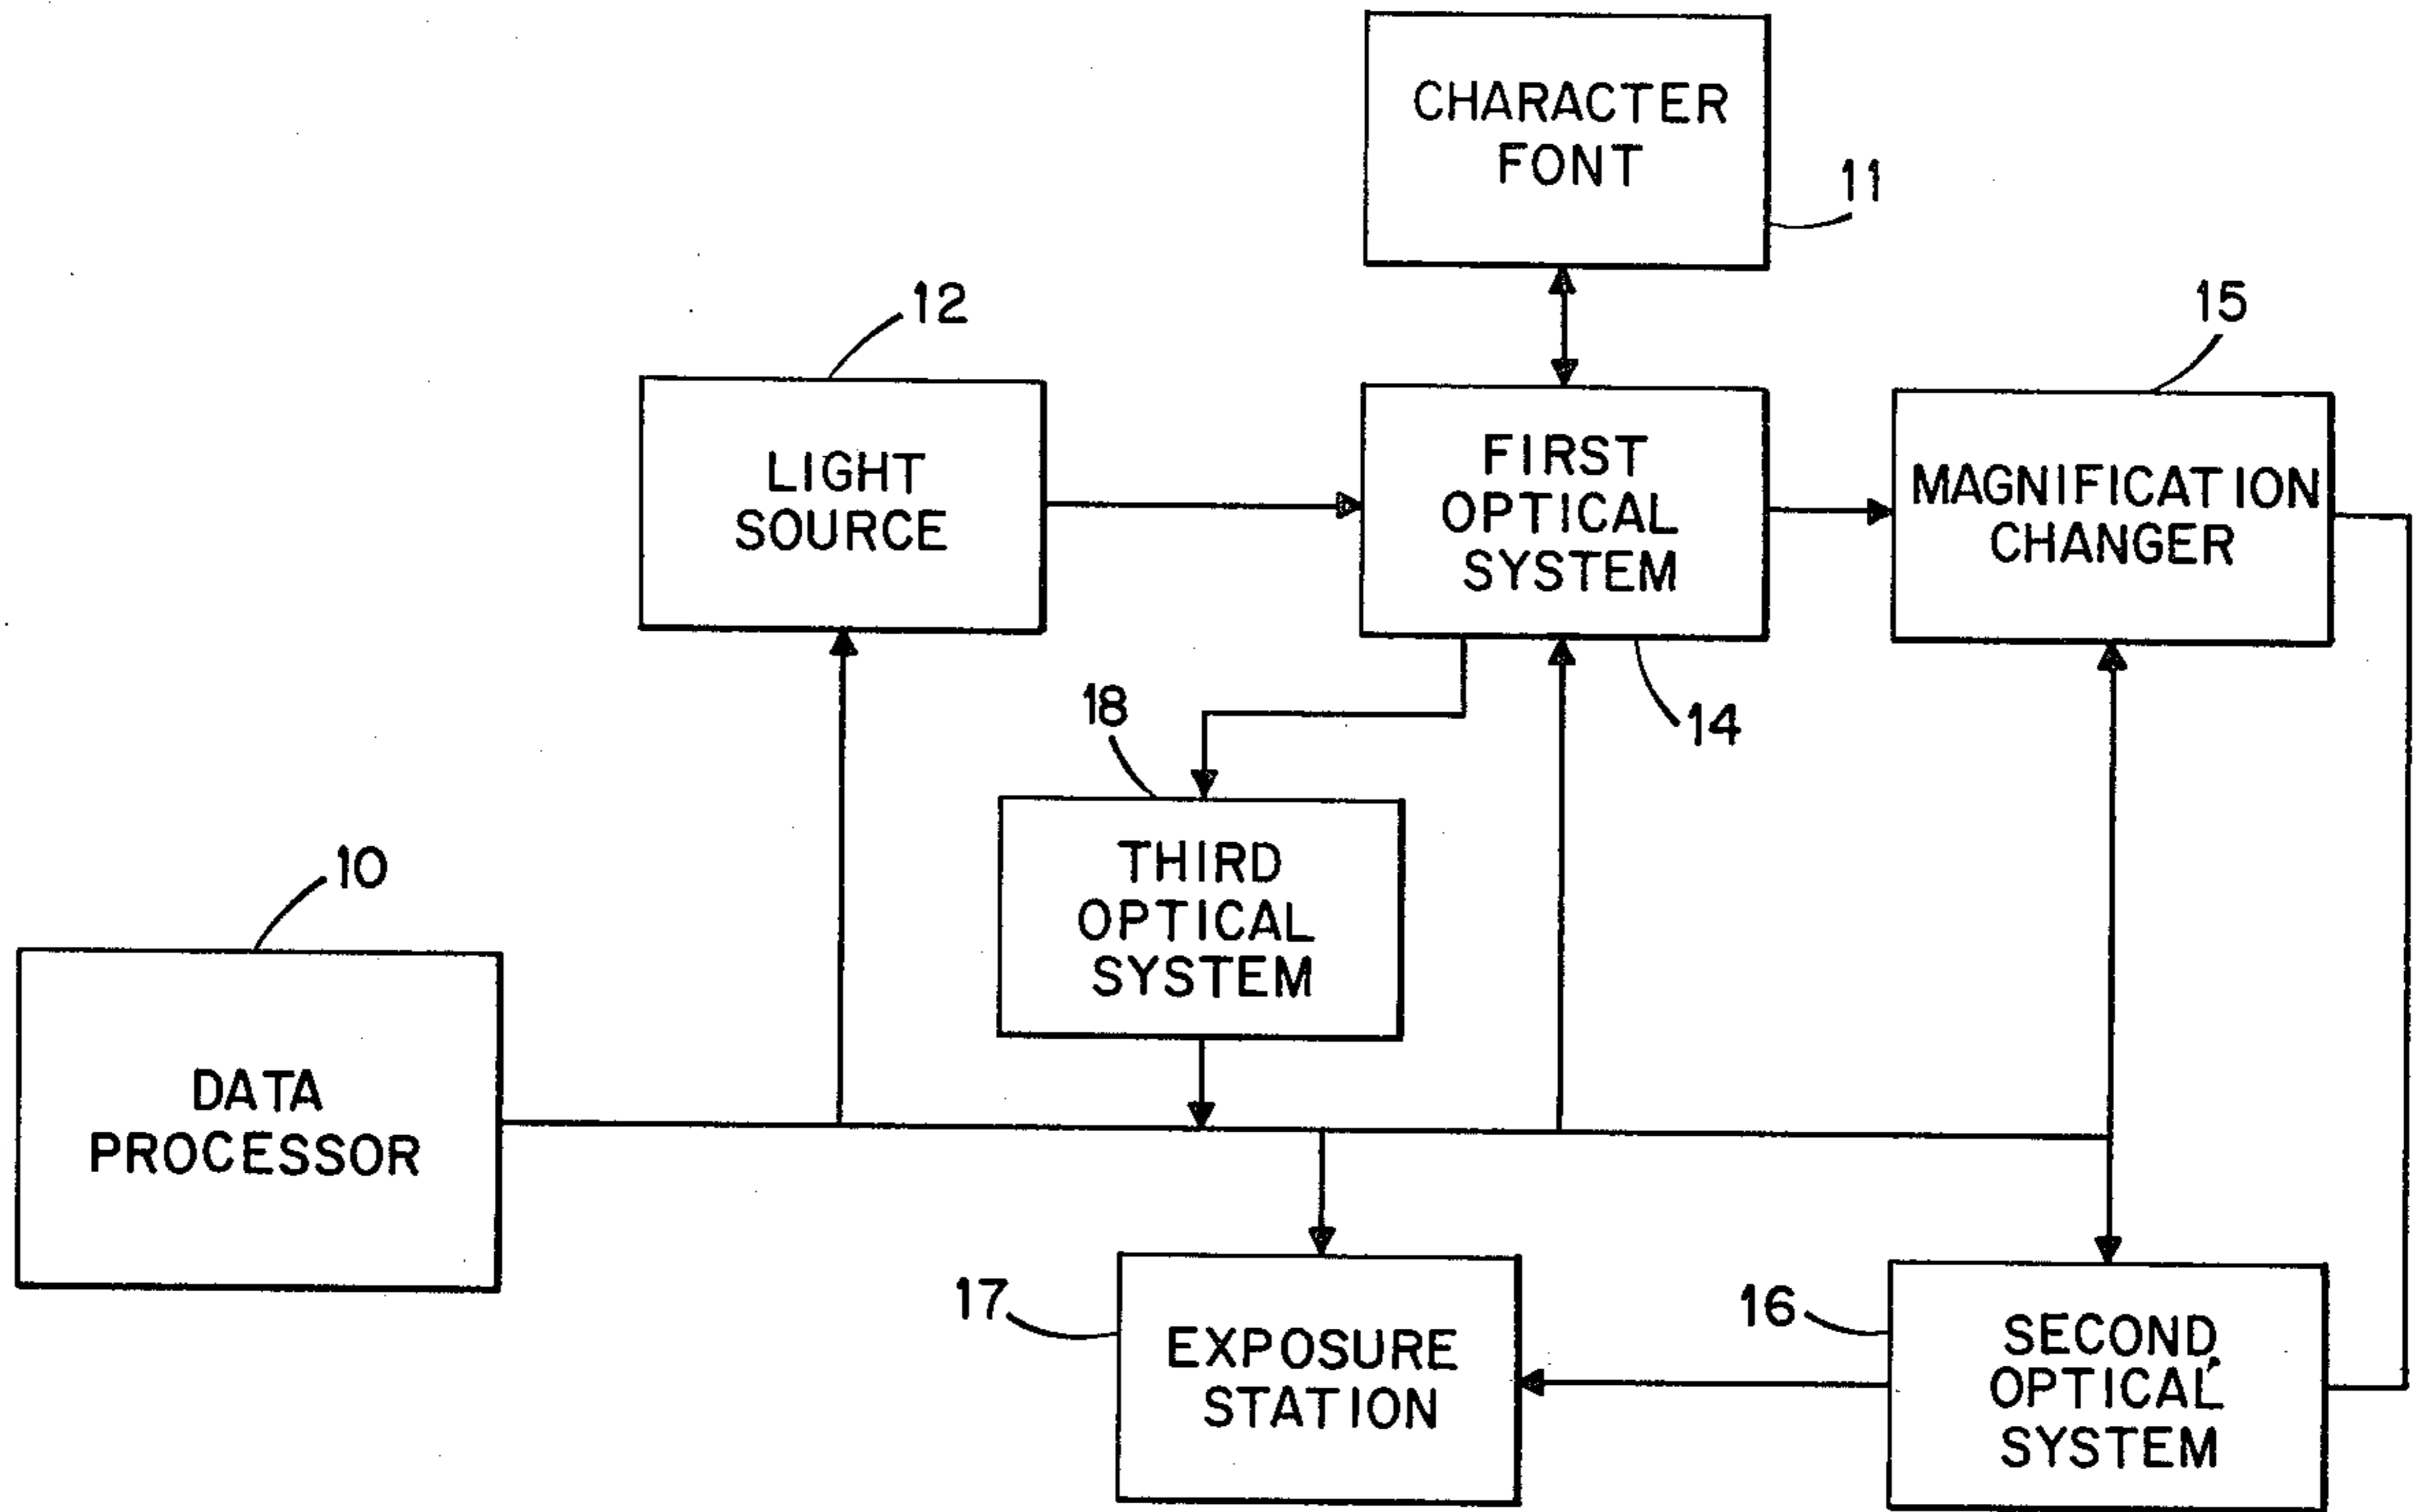 CHARACTER
FONT
11
12
15
LIGHT
SOURCE
FIRST
OPTICAL
SYSTEM
MAGNIFICATION
CHANGER
18
14
THIRD
OPTICAL
SYSTEM
10
DATA
PROCESSOR
17
EXPOSURE
STATION
16
SECOND
OPTICAL
SYSTEM